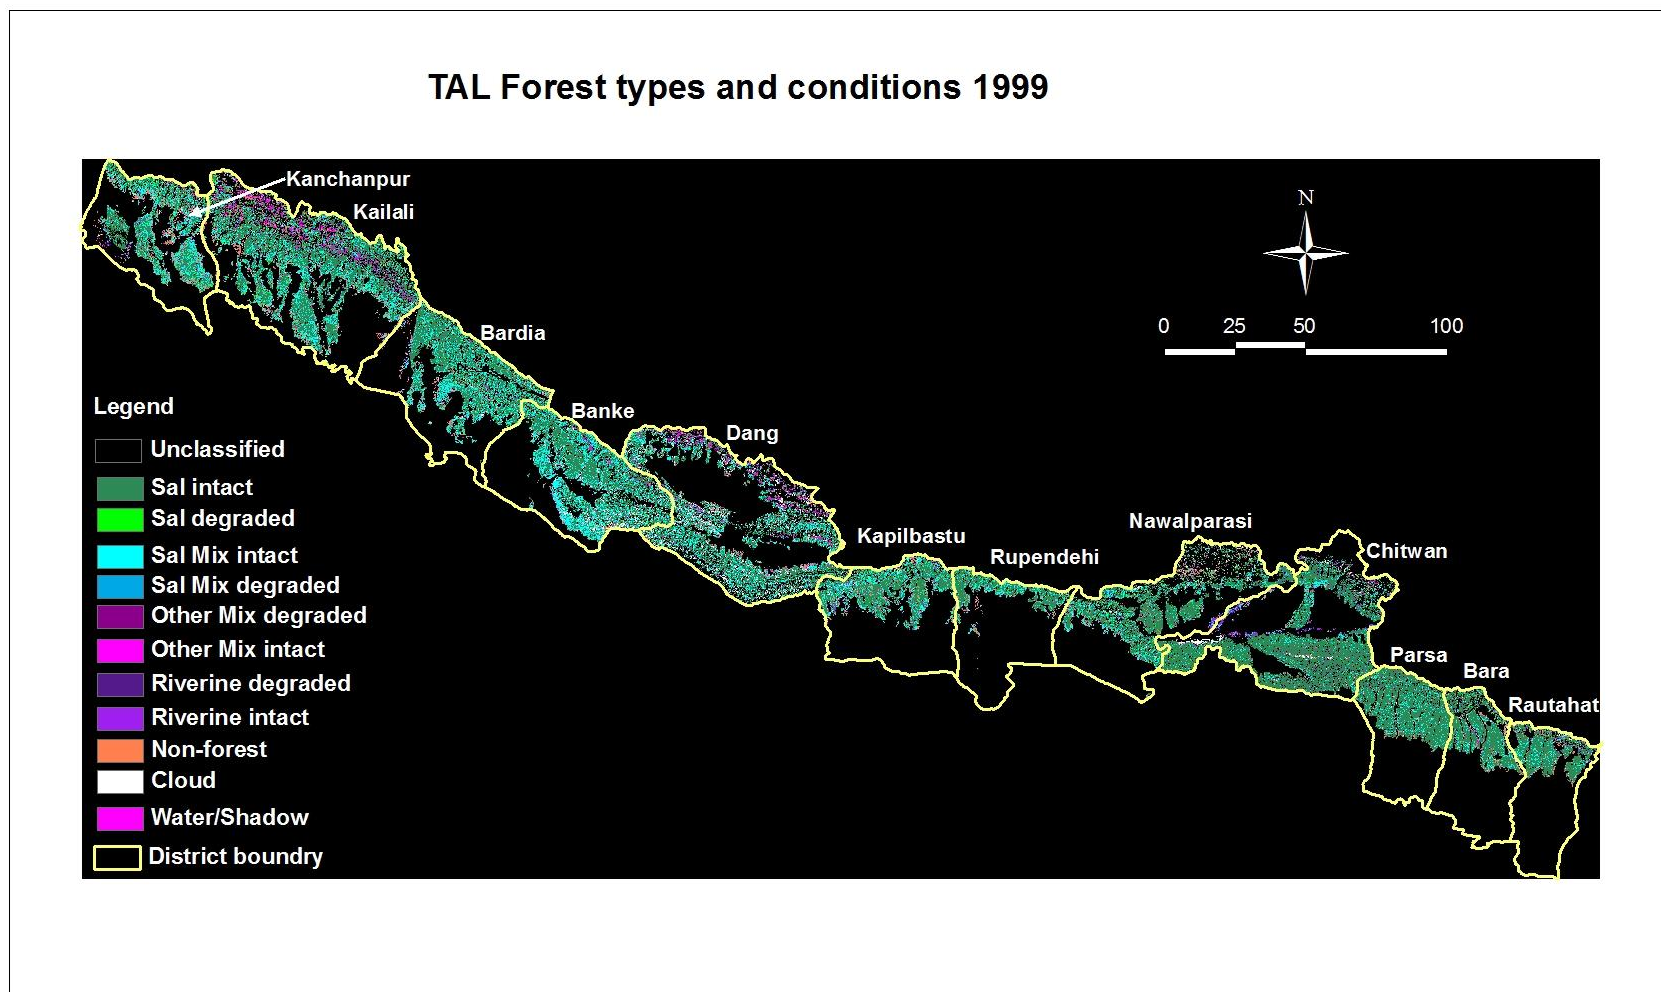 TAL Forest types and conditions 1999
Kanchanpur
Kailali
N
0 25 50 100
Bardia
Banke
Dang
Kapilbastu
Rupendehi
Nawalparasi
Chitwan
Parsa
Bara
Rautahat
Legend
Unclassified
Sal intact
Sal degraded
Sal Mix intact
Sal Mix degraded
Other Mix degraded
Other Mix intact
Riverine degraded
Riverine intact
Non-forest
Cloud
Water/Shadow
District boundry